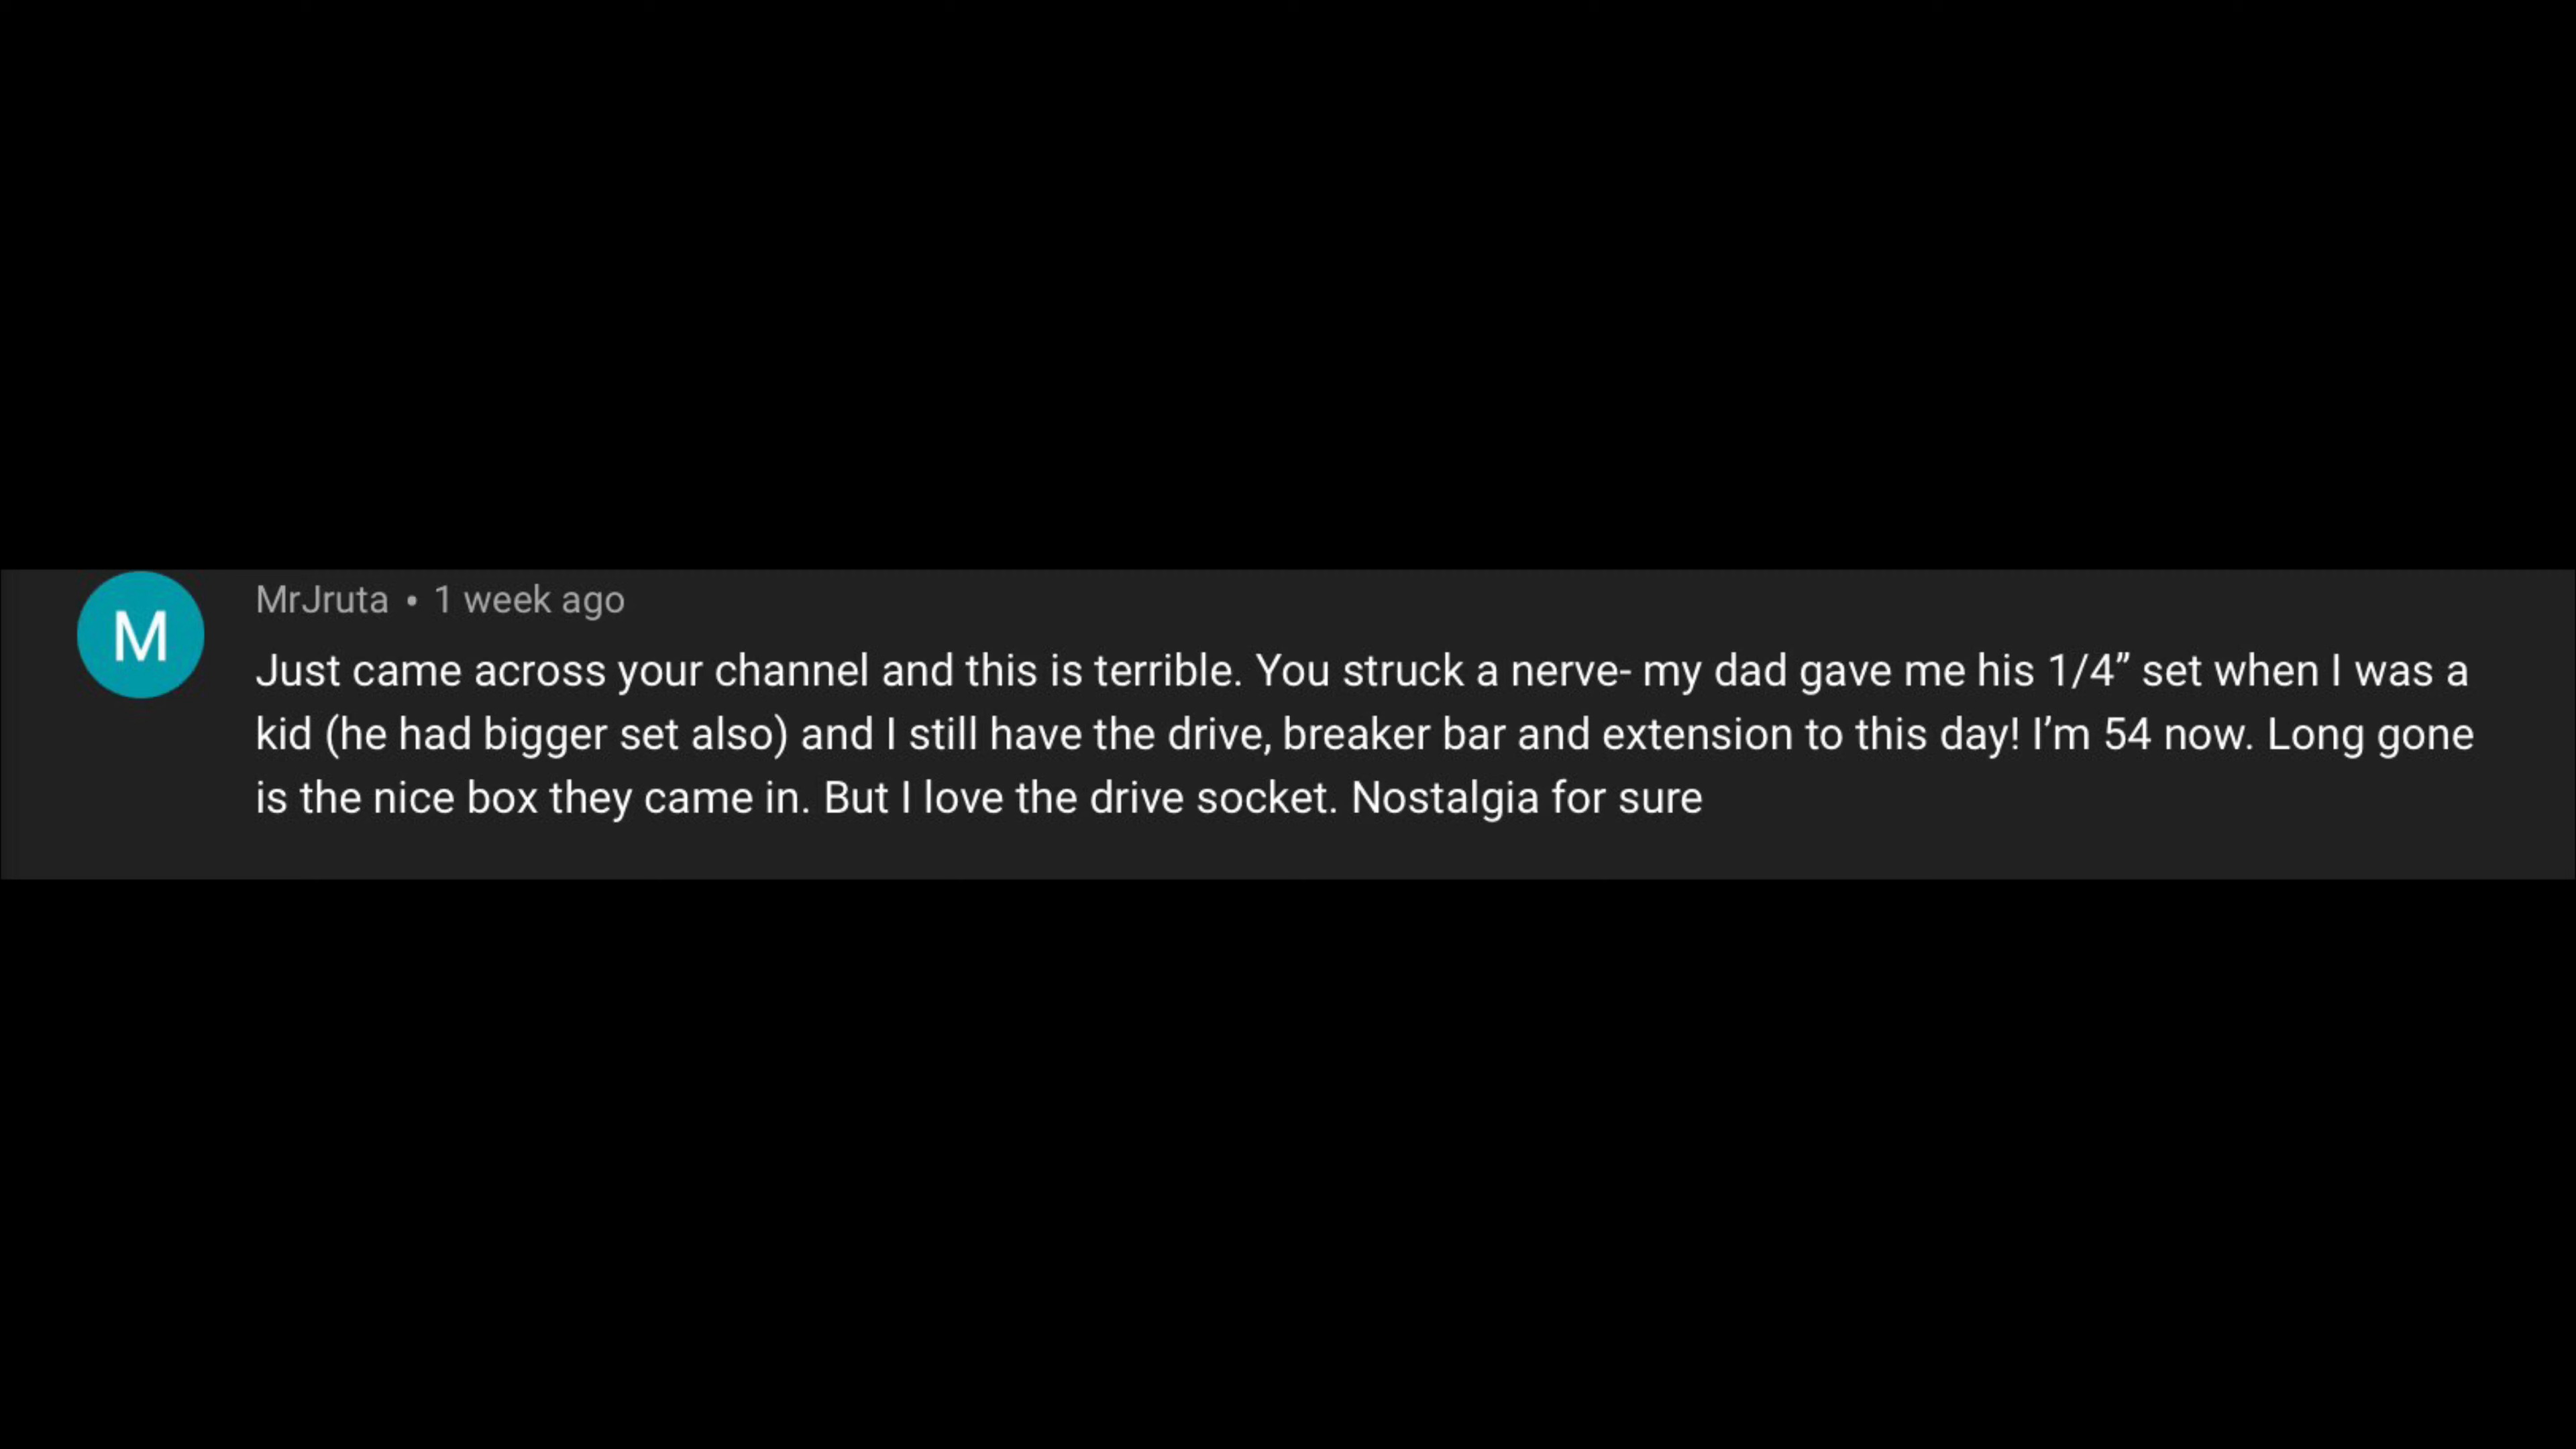 M
MrJruta • 1 week ago
Just came across your channel and this is terrible. You struck a nerve- my dad gave me his 1/4” set when I was a
kid (he had bigger set also) and I still have the drive, breaker bar and extension to this day! I’m 54 now. Long gone
is the nice box they came in. But I love the drive socket. Nostalgia for sure